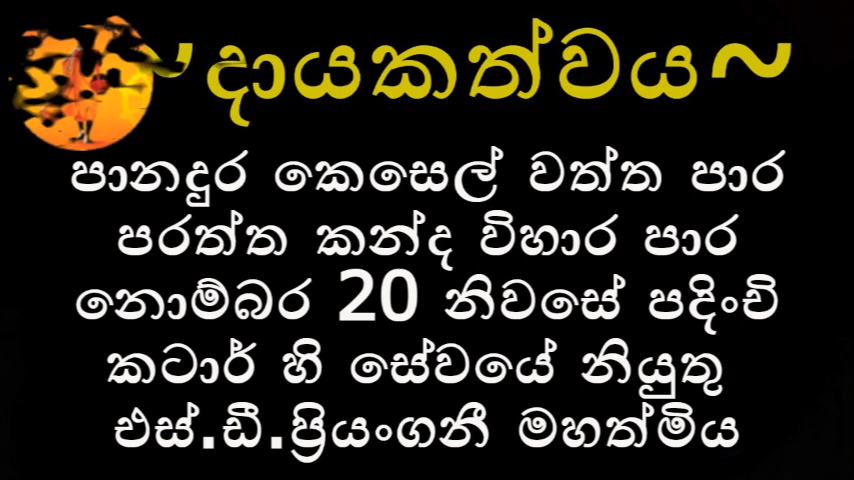 ~දායකත්වය~
පානදුර කෙසෙල් වත්ත පාර
පරත්ත කන්ද විහාර පාර
නොම්බර 20 නිවසේ පදිංචි
කටාර් හි සේවයේ නියුතු
එස්.ඩී.ප්‍රියංගනී මහත්මිය